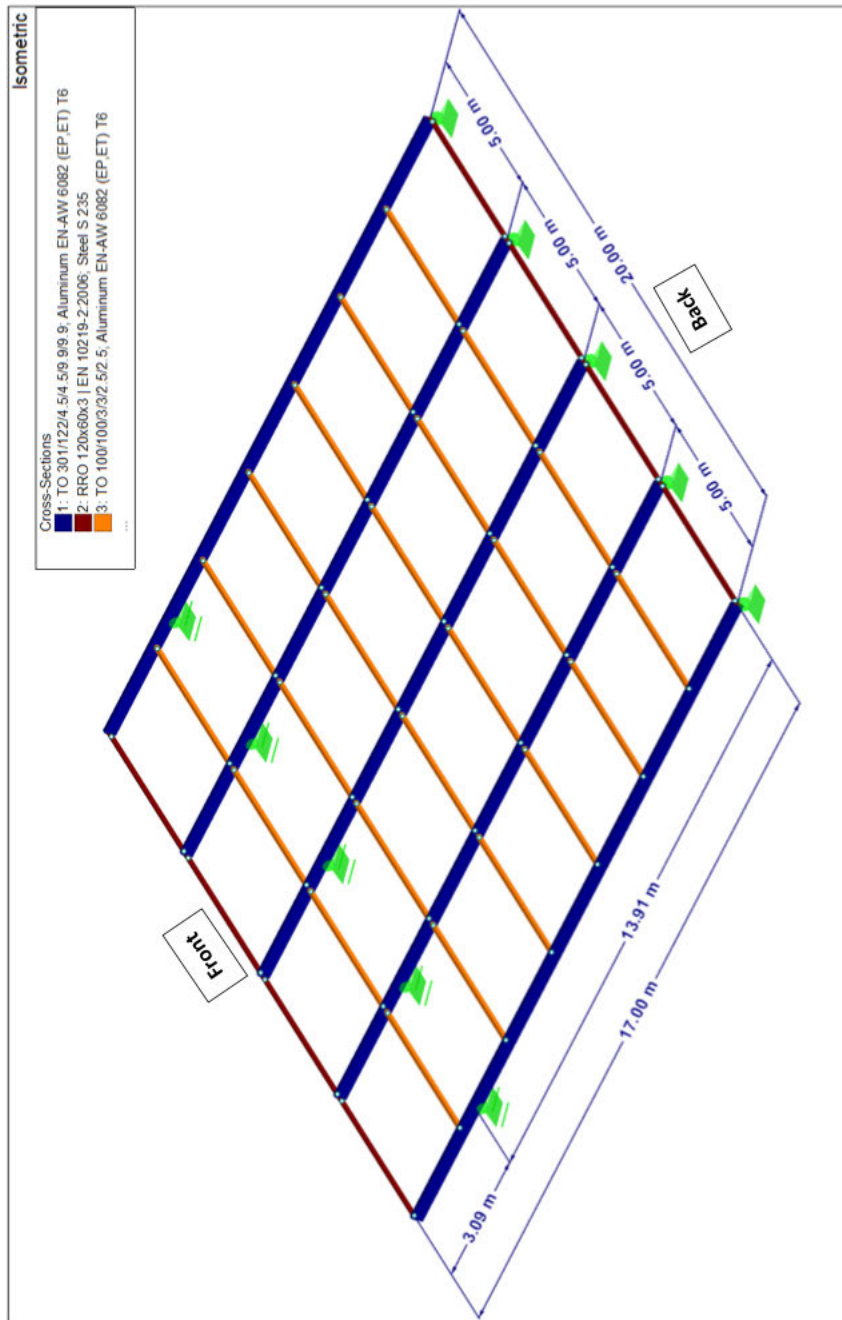 Isometric
Cross-Sections
1: TO 301/122/4.5/4.5/9.9/9.9; Aluminum EN-AW 6082 (EP,ET) T6
2: RRO 120x60x3 | EN 10219-2:2006; Steel S 235
3: TO 100/100/3/3/2.5/2.5; Aluminum EN-AW 6082 (EP,ET) T6
...
Front
Back
5.00 m
5.00 m
5.00 m
5.00 m
20.00 m
13.91 m
17.00 m
3.09 m